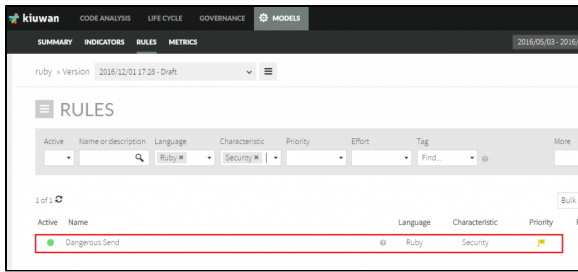 kiuwan CODE ANALYSIS LIFE CYCLE GOVERNANCE MODELS
SUMMARY INDICATORS RULES METRICS 2016/05/03 - 2016/
ruby › Version 2016/12/01 17:28 - Draft
RULES
Active Name or description Language Characteristic Priority Effort Tag More
Ruby × Security × Find...
1 of 1 Bulk
Active Name Language Characteristic Priority
Dangerous Send Ruby Security